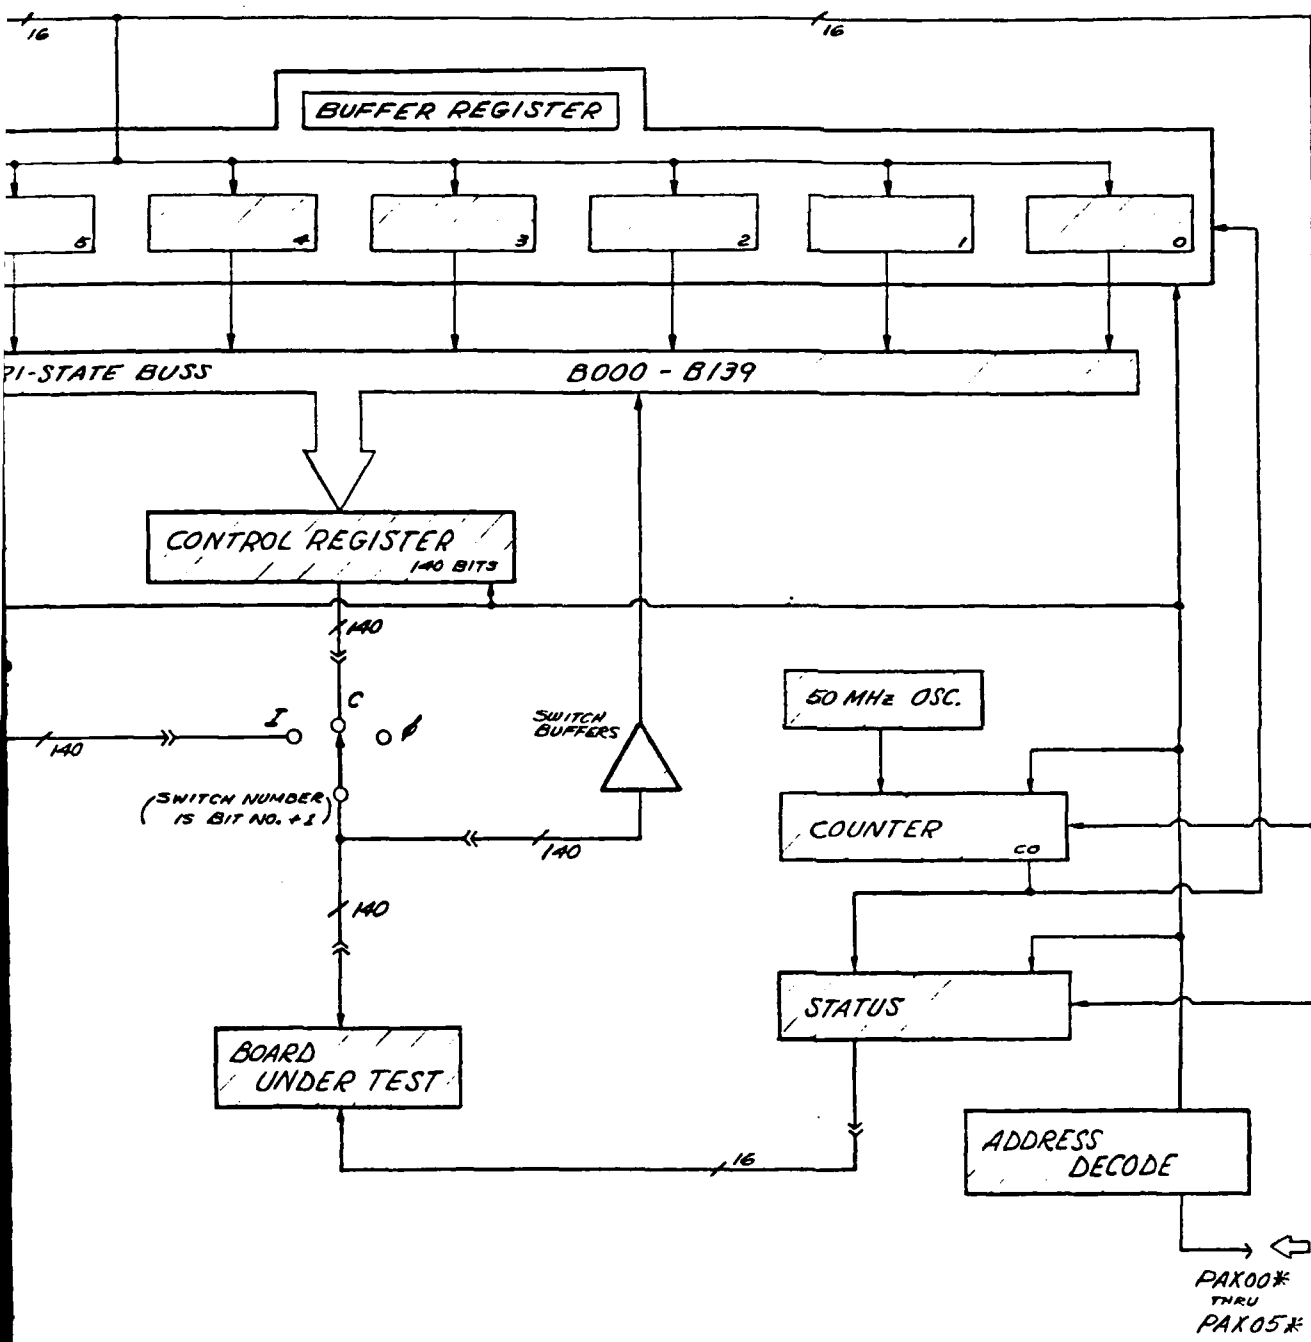 16
16
BUFFER REGISTER
5
4
3
2
1
0
RI-STATE BUSS
B000 - B139
CONTROL REGISTER
140 BITS
140
C
I
ϕ
140
SWITCH
BUFFERS
50 MHz OSC.
(SWITCH NUMBER
IS BIT NO. +1)
COUNTER
CO
140
140
STATUS
BOARD
UNDER TEST
16
ADDRESS
DECODE
PAX00*
THRU
PAX05*